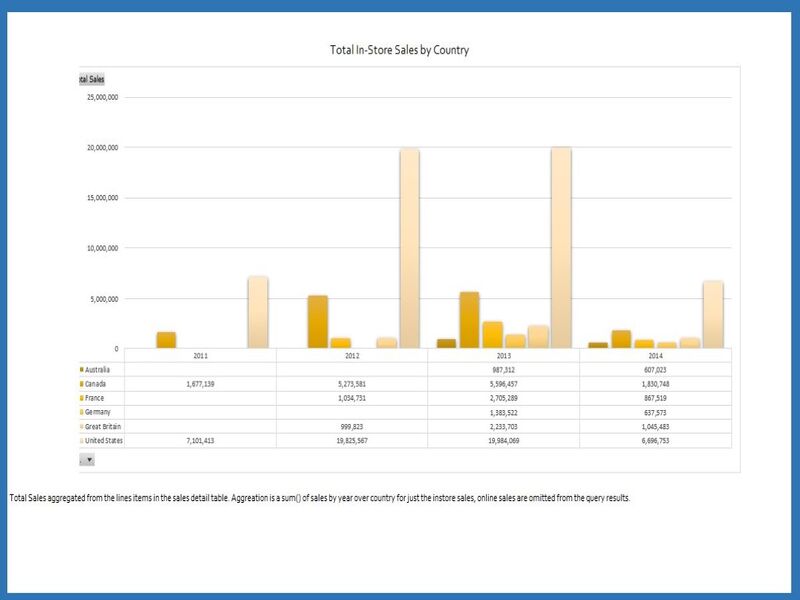 Total In-Store Sales by Country
tal Sales
25,000,000
20,000,000
15,000,000
10,000,000
5,000,000
0
2011 2012 2013 2014
Australia 987,312 607,023
Canada 1,677,139 5,273,581 5,596,457 1,830,748
France 1,034,731 2,705,289 867,519
Germany 1,383,522 637,573
Great Britain 999,823 2,233,703 1,045,483
United States 7,101,413 19,825,567 19,984,069 6,696,753
Total Sales aggregated from the lines items in the sales detail table. Aggreation is a sum() of sales by year over country for just the instore sales, online sales are omitted from the query results.